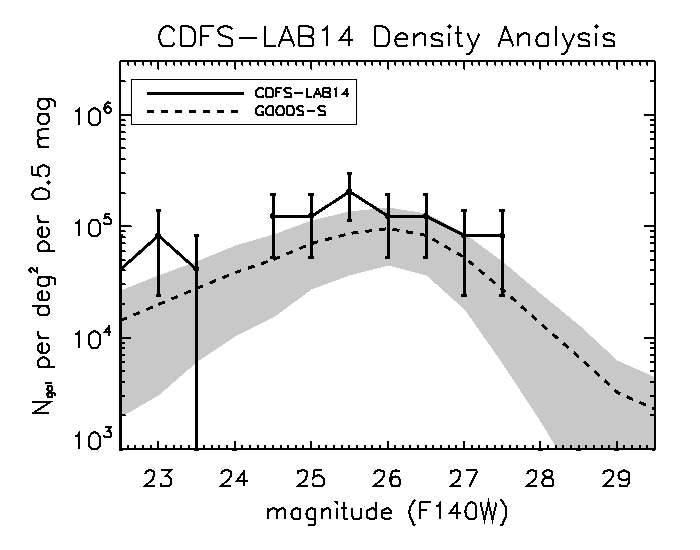 CDFS-LAB14 Density Analysis
CDFS-LAB14
GOODS-S
N_gal per deg² per 0.5 mag
10⁶
10⁵
10⁴
10³
23 24 25 26 27 28 29
magnitude (F140W)